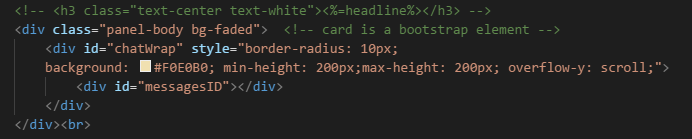 <!-- <h3 class="text-center text-white"><%=headline%></h3> -->
<div class="panel-body bg-faded">  <!-- card is a bootstrap element -->
    <div id="chatWrap" style="border-radius: 10px;
    background: #F0E0B0; min-height: 200px;max-height: 200px; overflow-y: scroll;">
        <div id="messagesID"></div>
    </div>
</div><br>